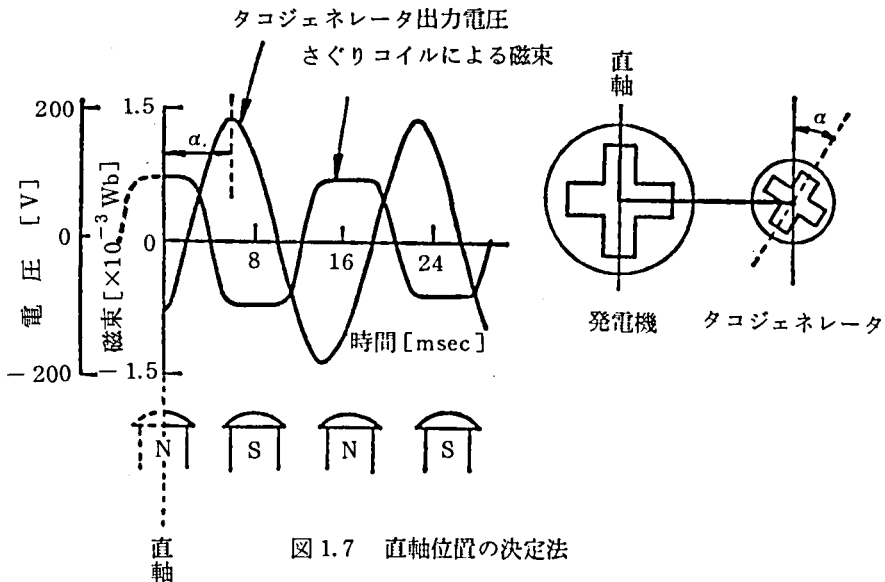 タコジェネレータ出力電圧
さぐりコイルによる磁束
200
0
－200
電圧 [V]
1.5
0
－1.5
磁束[×10⁻³Wb]
α.
8
16
24
時間[msec]
N
S
N
S
直軸
直軸
α
発電機
タコジェネレータ
図1.7　直軸位置の決定法